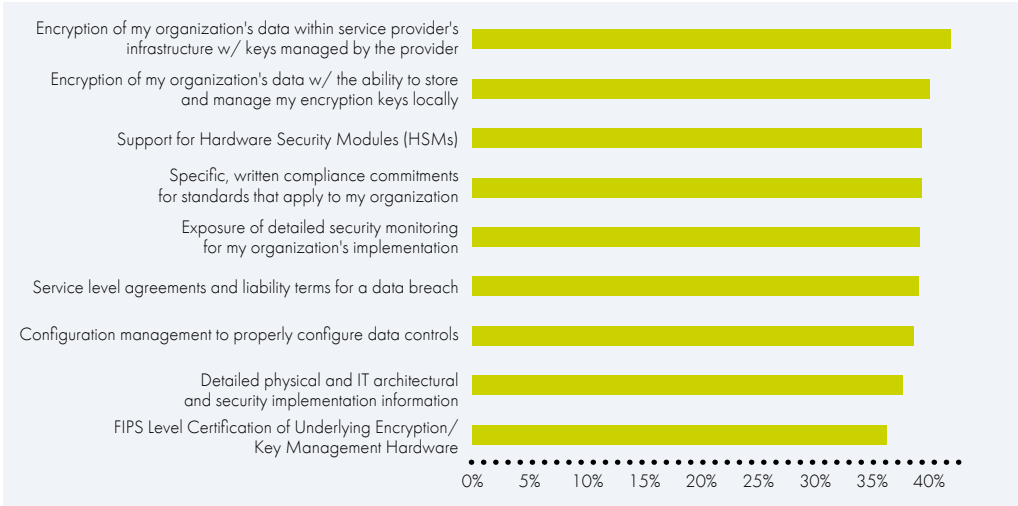 Encryption of my organization's data within service provider's
infrastructure w/ keys managed by the provider
Encryption of my organization's data w/ the ability to store
and manage my encryption keys locally
Support for Hardware Security Modules (HSMs)
Specific, written compliance commitments
for standards that apply to my organization
Exposure of detailed security monitoring
for my organization's implementation
Service level agreements and liability terms for a data breach
Configuration management to properly configure data controls
Detailed physical and IT architectural
and security implementation information
FIPS Level Certification of Underlying Encryption/
Key Management Hardware
0% 5% 10% 15% 20% 25% 30% 35% 40%